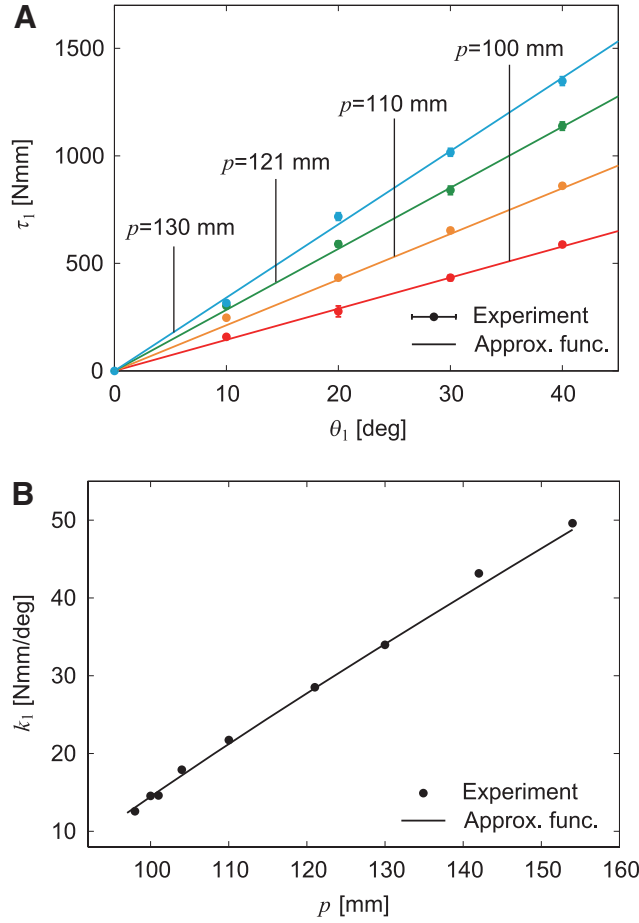 A
1500
1000
500
0
τ1 [Nmm]
p=100 mm
p=110 mm
p=121 mm
p=130 mm
Experiment
Approx. func.
0 10 20 30 40
θ1 [deg]
B
50
40
30
20
10
k1 [Nmm/deg]
Experiment
Approx. func.
100 110 120 130 140 150 160
p [mm]